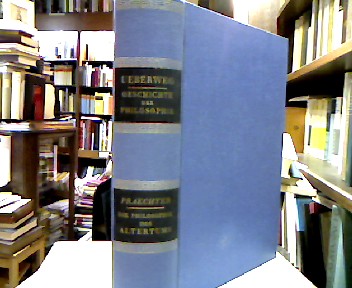 UEBERWEG
GESCHICHTE
DER
PHILOSOPHIE
PRAECHTER
DIE PHILOSOPHIE
DES
ALTERTUMS